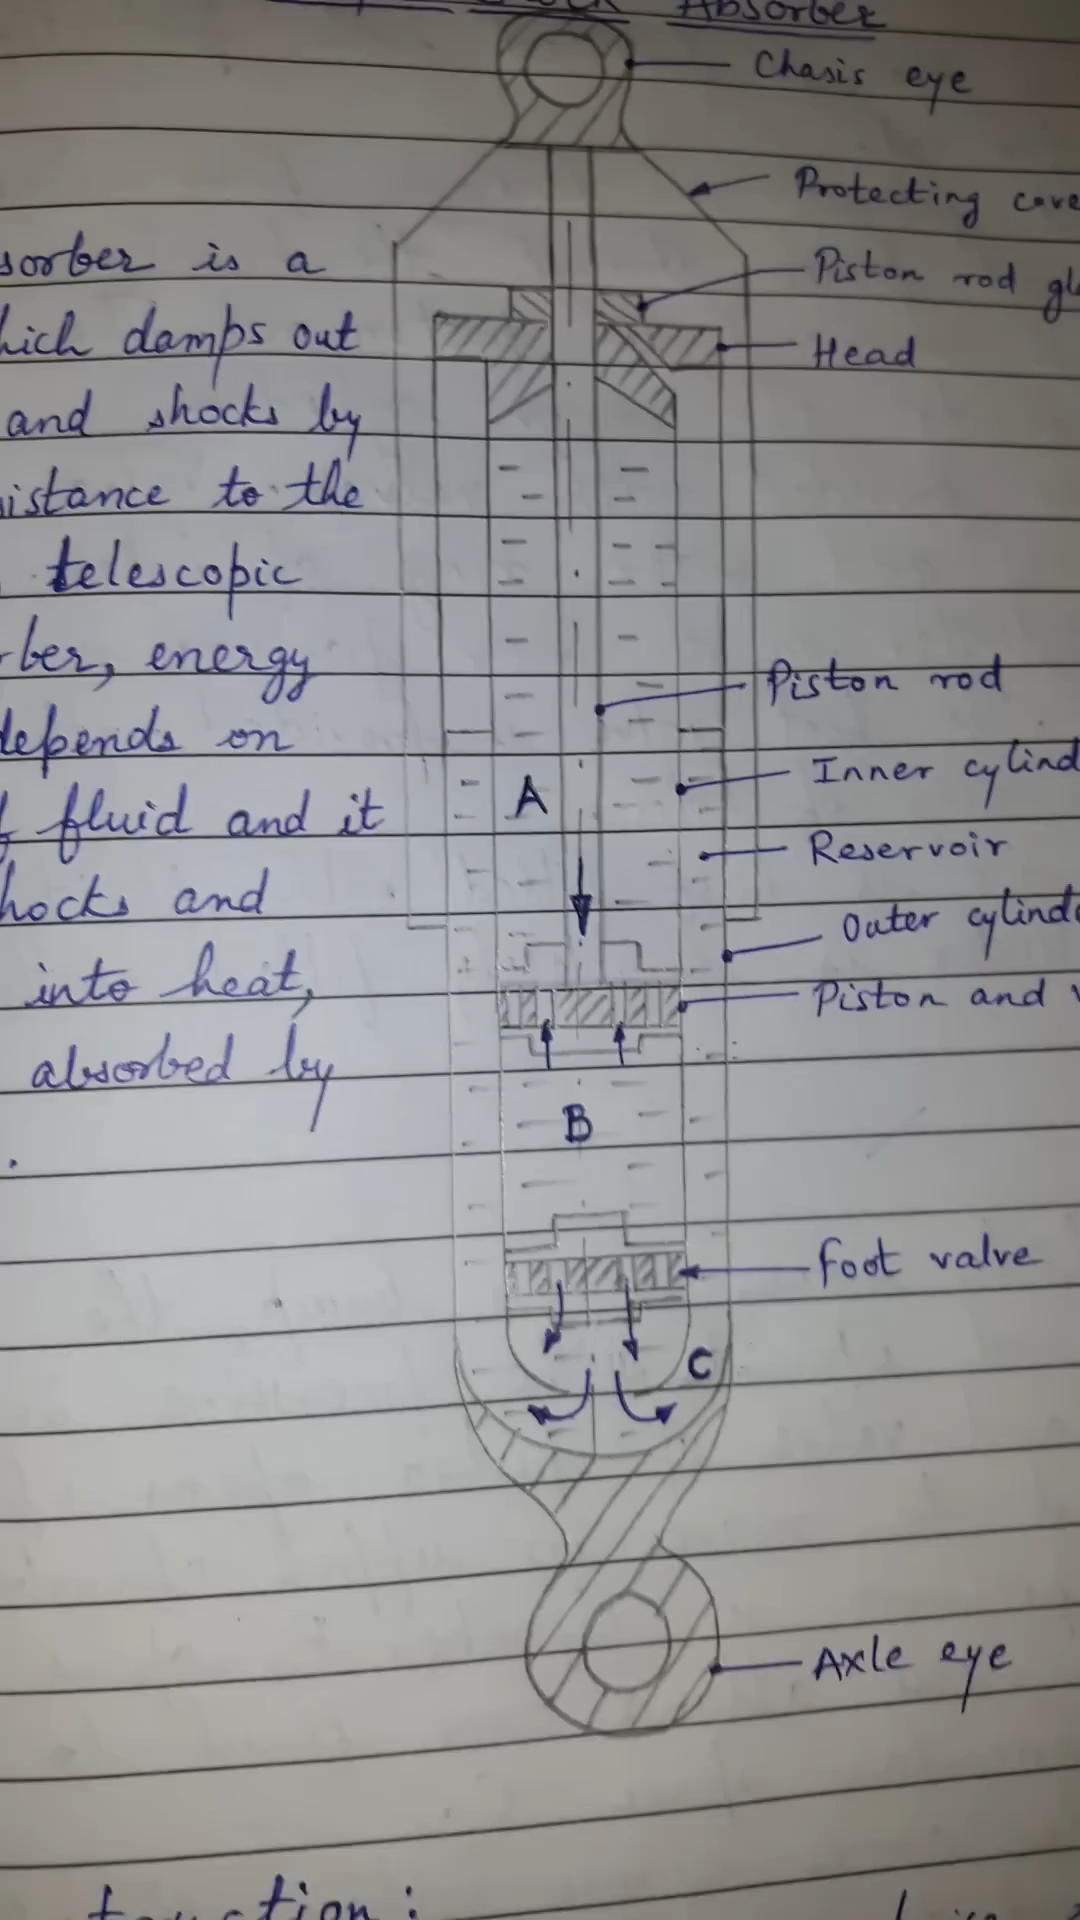 Absorber
Chasis eye
Protecting cove
sorber is a
Piston rod gl
hich damps out
Head
and shocks by
istance to the
telescopic
rber, energy
Piston rod
depends on
Inner cylind
A
f fluid and it
Reservoir
hocks and
Outer cylind
into heat,
Piston and v
absorbed by
B
.
foot valve
C
Axle eye